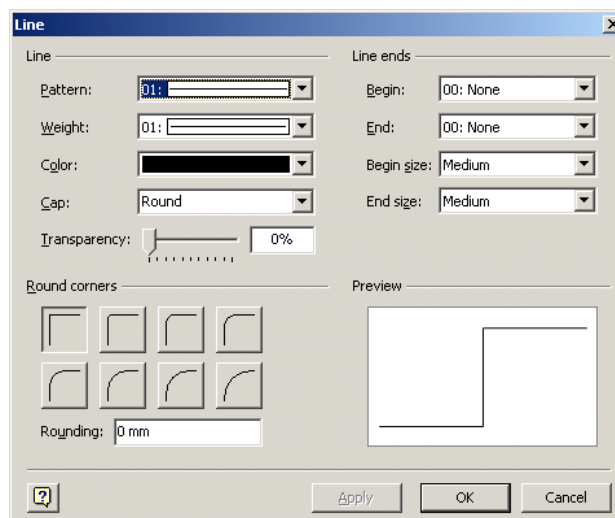 Line
Line
Pattern: 01:
Weight: 01:
Color:
Cap: Round
Transparency: 0%
Line ends
Begin: 00: None
End: 00: None
Begin size: Medium
End size: Medium
Round corners
Rounding: 0 mm
Preview
?
Apply
OK
Cancel